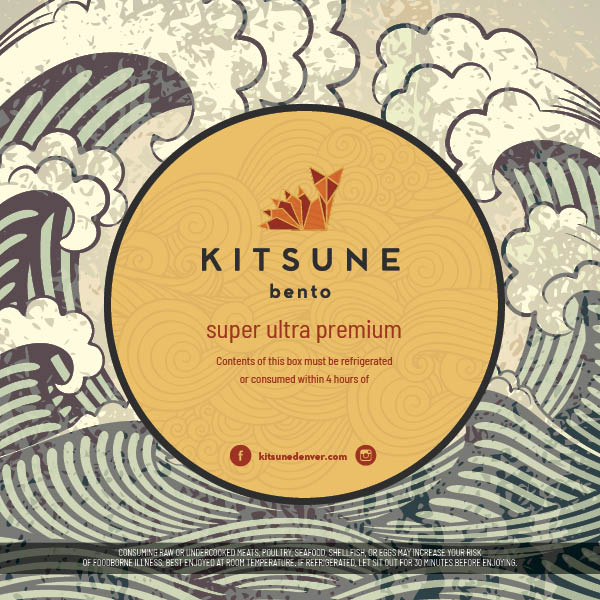 KITSUNE
bento
super ultra premium
Contents of this box must be refrigerated
or consumed within 4 hours of
kitsunedenver.com
CONSUMING RAW OR UNDERCOOKED MEATS, POULTRY, SEAFOOD, SHELLFISH, OR EGGS MAY INCREASE YOUR RISK
OF FOODBORNE ILLNESS. BEST ENJOYED AT ROOM TEMPERATURE. IF REFRIGERATED, LET SIT OUT FOR 30 MINUTES BEFORE ENJOYING.